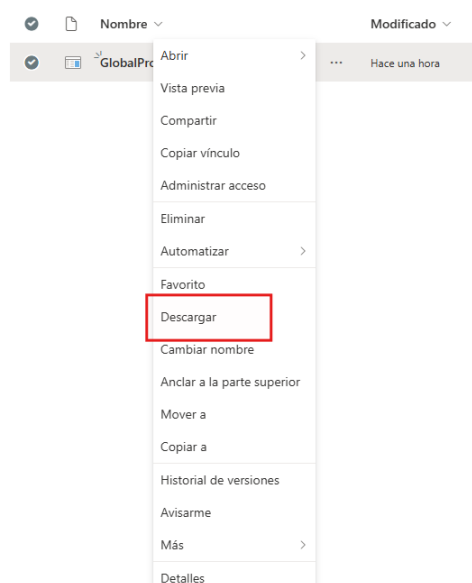 Nombre Modificado
GlobalPro ... Hace una hora
Abrir
Vista previa
Compartir
Copiar vínculo
Administrar acceso
Eliminar
Automatizar
Favorito
Descargar
Cambiar nombre
Anclar a la parte superior
Mover a
Copiar a
Historial de versiones
Avisarme
Más
Detalles